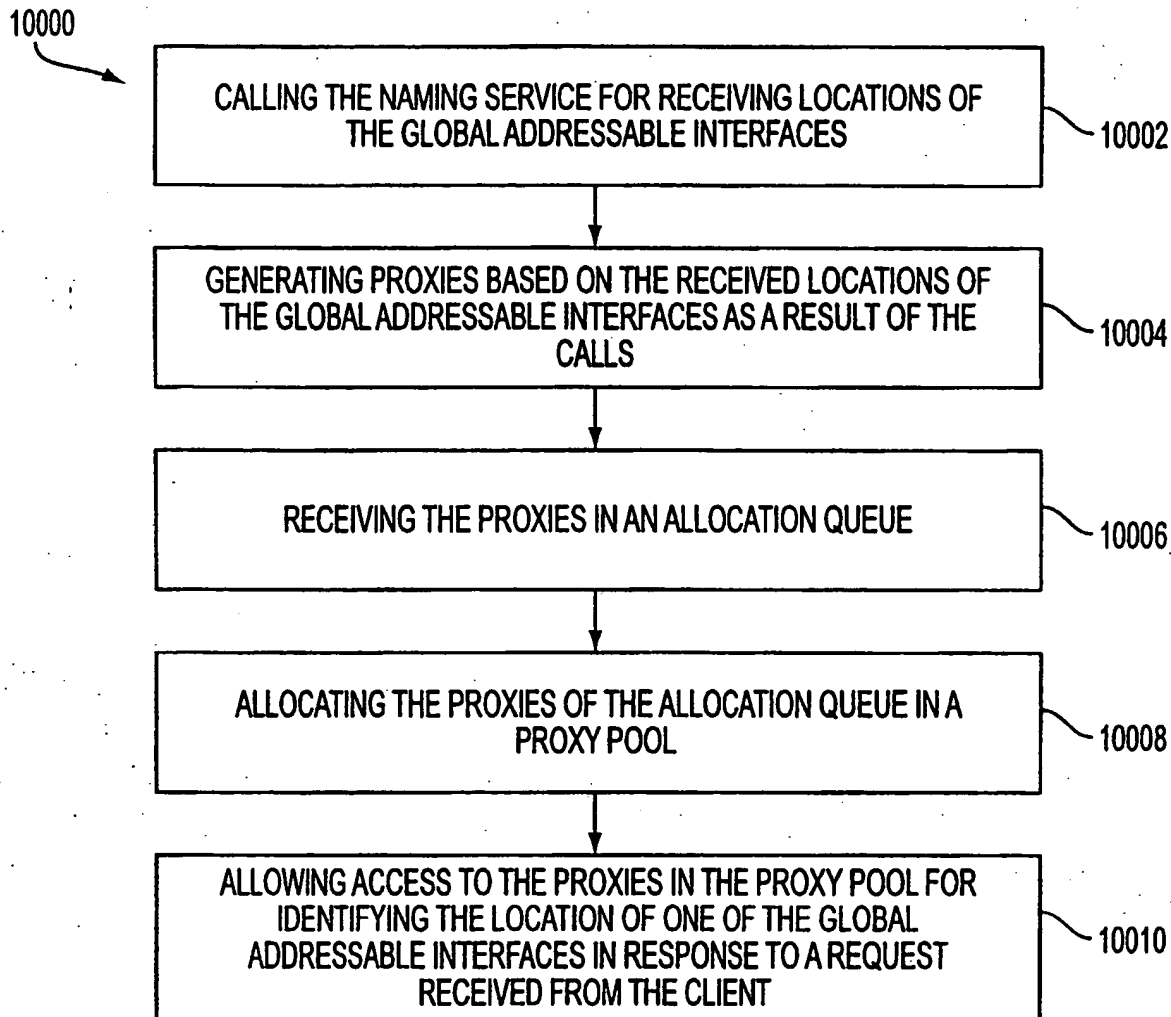 10000
CALLING THE NAMING SERVICE FOR RECEIVING LOCATIONS OF
THE GLOBAL ADDRESSABLE INTERFACES
10002
GENERATING PROXIES BASED ON THE RECEIVED LOCATIONS OF
THE GLOBAL ADDRESSABLE INTERFACES AS A RESULT OF THE
CALLS
10004
RECEIVING THE PROXIES IN AN ALLOCATION QUEUE
10006
ALLOCATING THE PROXIES OF THE ALLOCATION QUEUE IN A
PROXY POOL
10008
ALLOWING ACCESS TO THE PROXIES IN THE PROXY POOL FOR
IDENTIFYING THE LOCATION OF ONE OF THE GLOBAL
ADDRESSABLE INTERFACES IN RESPONSE TO A REQUEST
RECEIVED FROM THE CLIENT
10010